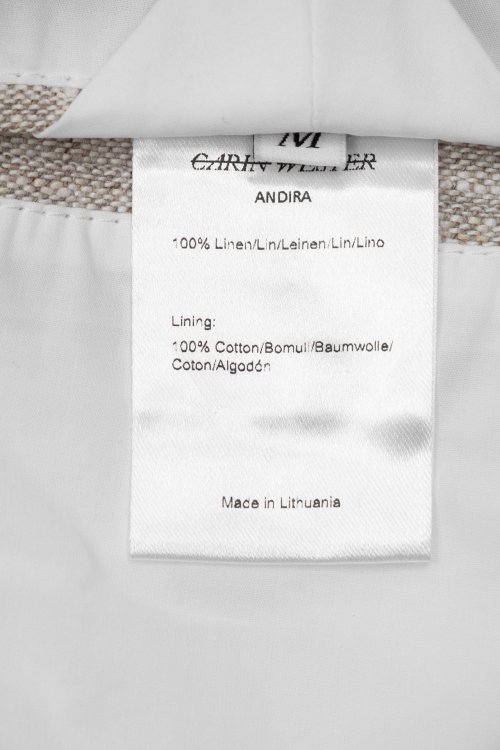 M
CARIN WESTER
ANDIRA
100% Linen/Lin/Leinen/Lin/Lino
Lining:
100% Cotton/Bomull/Baumwolle/
Coton/Algodón
Made in Lithuania